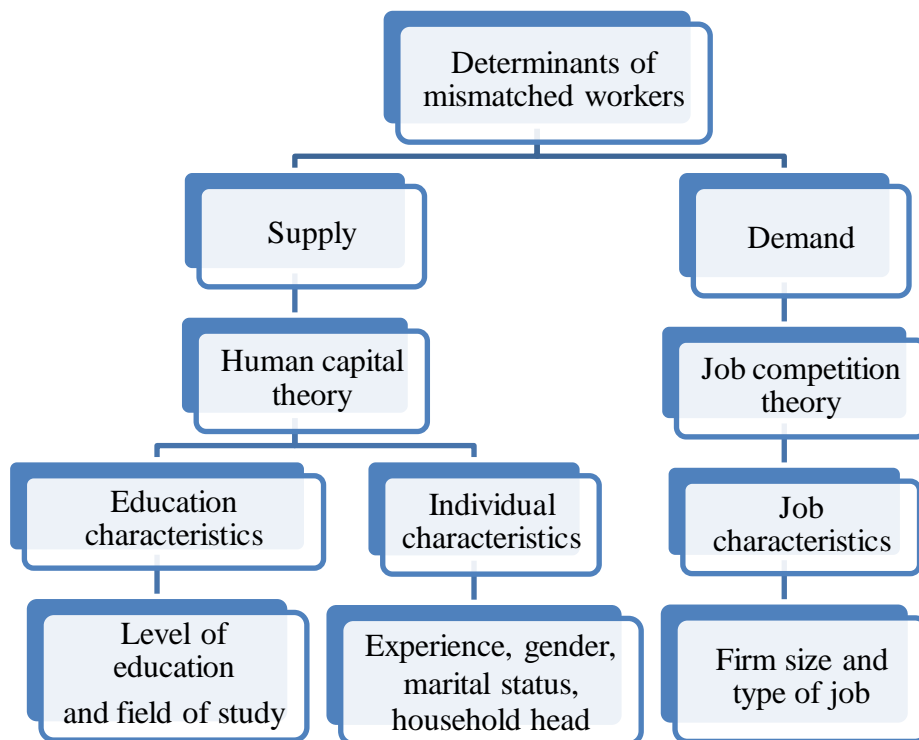 Determinants of
mismatched workers
Supply
Demand
Human capital
theory
Job competition
theory
Education
characteristics
Individual
characteristics
Job
characteristics
Level of
education
and field of study
Experience, gender,
marital status,
household head
Firm size and
type of job